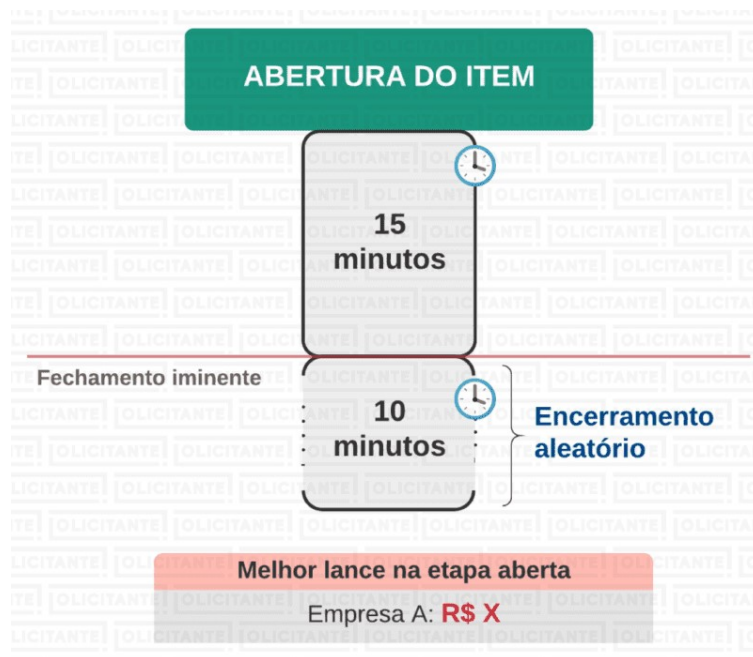 ABERTURA DO ITEM
15
minutos
Fechamento iminente
10
minutos
Encerramento
aleatório
Melhor lance na etapa aberta
Empresa A: R$ X